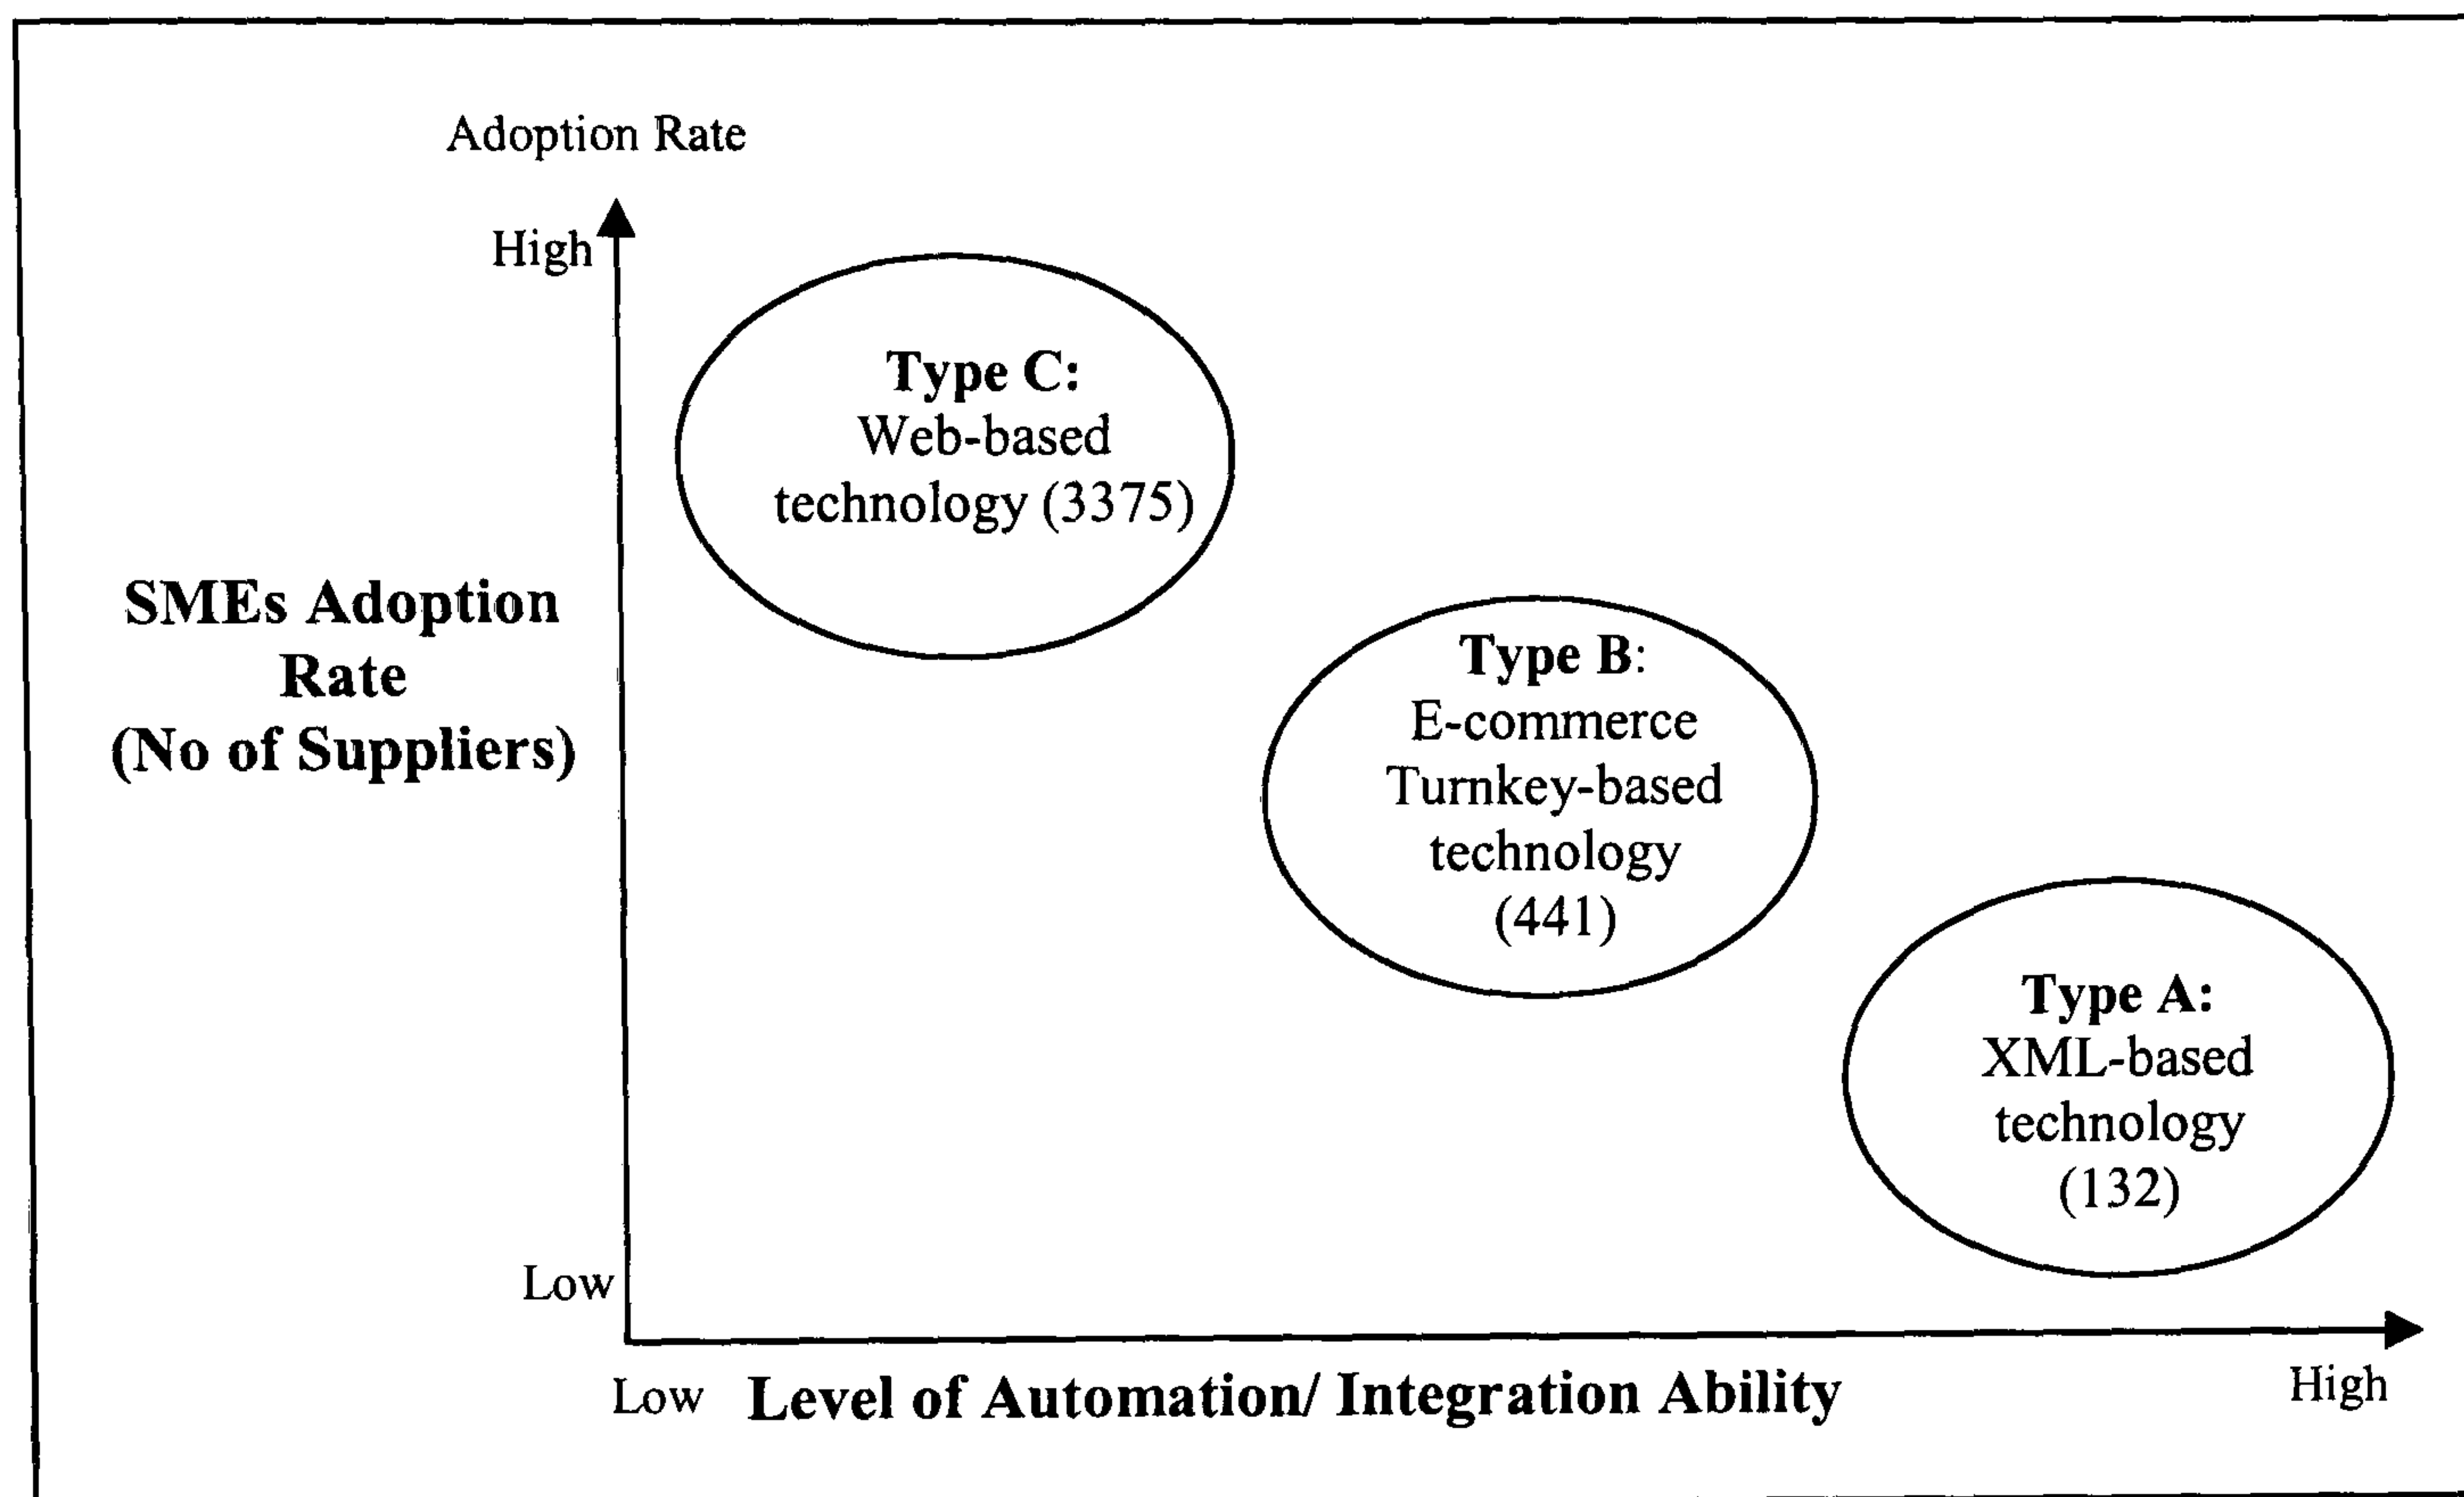 Adoption Rate
High
Type C:
Web-based
technology (3375)
SMEs Adoption
Rate
(No of Suppliers)
Type B:
E-commerce
Turnkey-based
technology
(441)
Type A:
XML-based
technology
(132)
Low
Low Level of Automation/ Integration Ability High